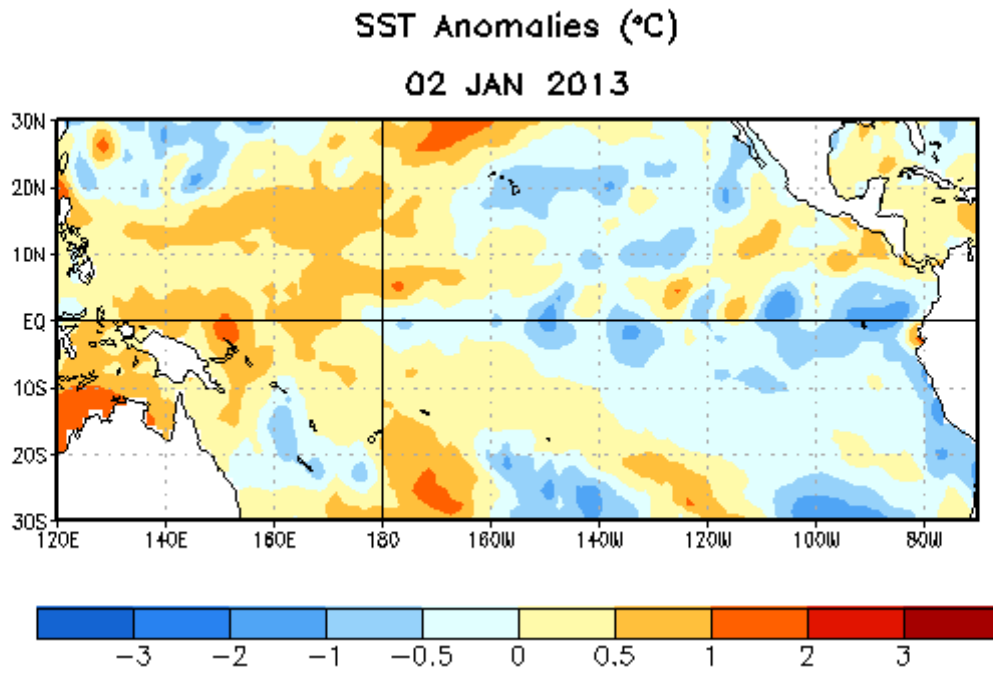 SST Anomalies (°C)
02 JAN 2013
30N
20N
10N
EQ
10S
20S
30S
120E 140E 160E 180 160W 140W 120W 100W 80W
−3 −2 −1 −0.5 0 0.5 1 2 3